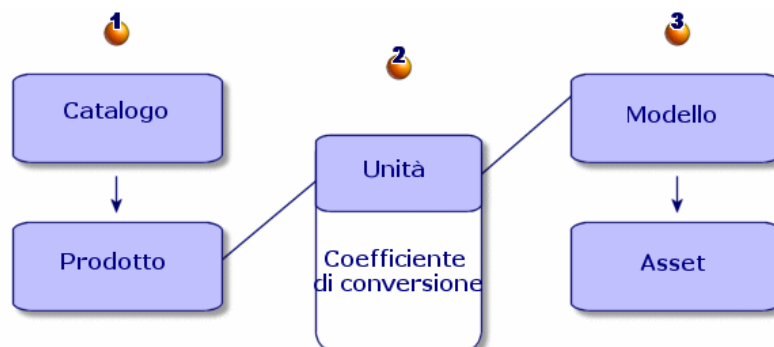 1
2
3
Catalogo
Modello
Unità
Prodotto
Coefficiente
di conversione
Asset